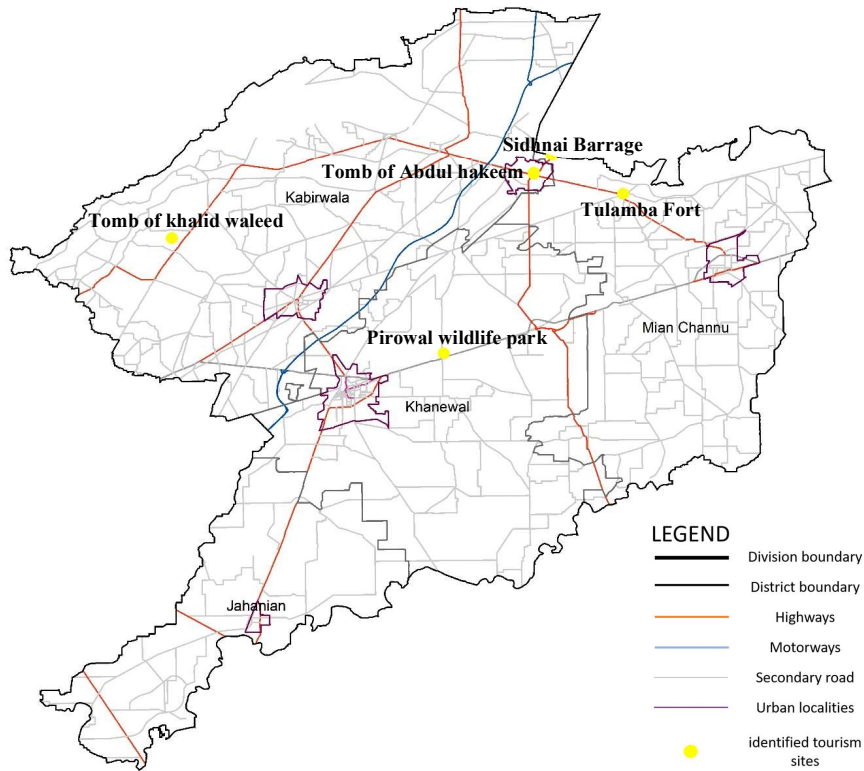 Sidhnai Barrage
Tomb of Abdul hakeem
Kabirwala
Tulamba Fort
Tomb of khalid waleed
Mian Channu
Pirowal wildlife park
Khanewal
Jahanian
LEGEND
Division boundary
District boundary
Highways
Motorways
Secondary road
Urban localities
identified tourism
sites